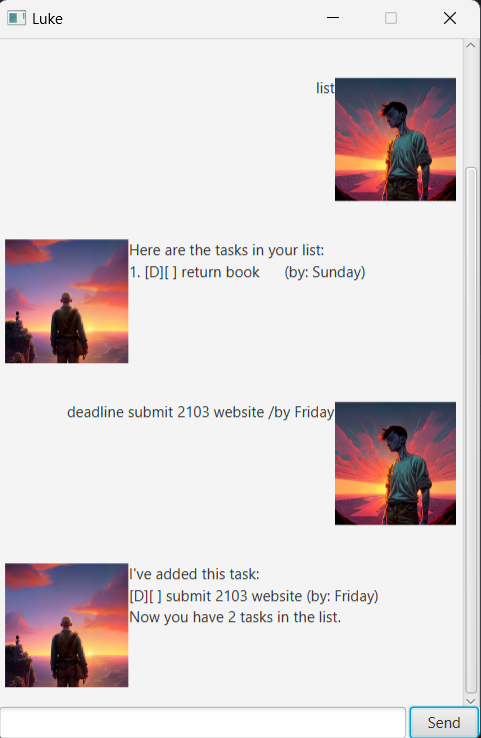 Luke
list
Here are the tasks in your list:
1. [D][ ] return book      (by: Sunday)
deadline submit 2103 website /by Friday
I've added this task:
[D][ ] submit 2103 website (by: Friday)
Now you have 2 tasks in the list.
Send